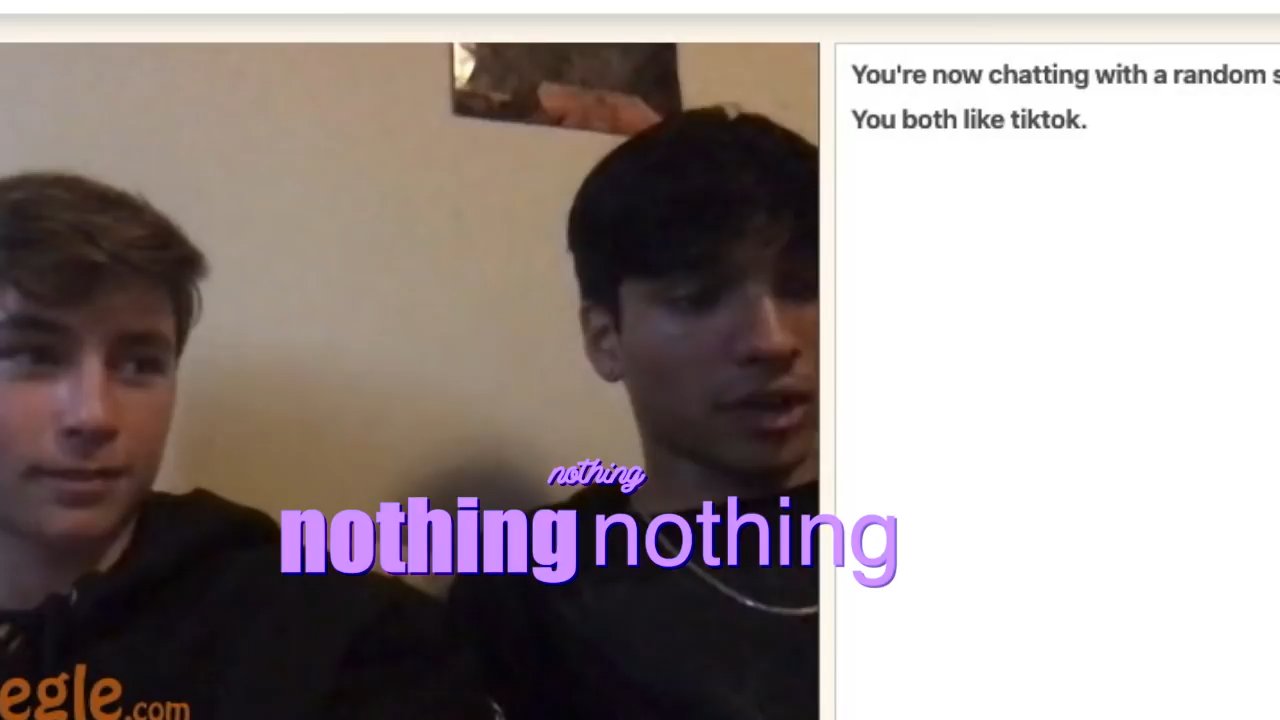 You're now chatting with a random s
You both like tiktok.
nothing
nothing nothing
egle.com